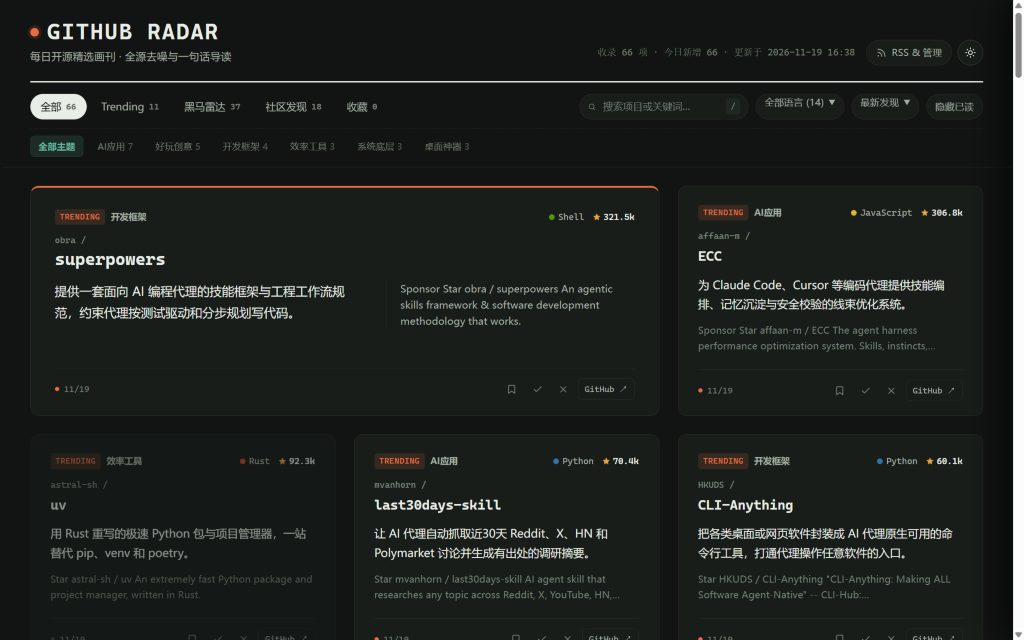 GITHUB RADAR
每日开源精选画刊 · 全源去噪与一句话导读
收录 66 项 · 今日新增 66 · 更新于 2026-11-19 16:38
RSS & 管理
全部 66
Trending 11
黑马雷达 37
社区发现 18
收藏 0
搜索项目或关键词... /
全部语言 (14) ▼
最新发现 ▼
隐藏已读
全部主题
AI应用 7
好玩创意 5
开发框架 4
效率工具 3
系统底层 3
桌面神器 3
TRENDING 开发框架
Shell ★ 321.5k
obra /
superpowers
提供一套面向 AI 编程代理的技能框架与工程工作流规
范，约束代理按测试驱动和分步规划写代码。
Sponsor Star obra / superpowers An agentic
skills framework & software development
methodology that works.
11/19
GitHub ↗
TRENDING AI应用
JavaScript ★ 306.8k
affaan-m /
ECC
为 Claude Code、Cursor 等编码代理提供技能编
排、记忆沉淀与安全校验的线束优化系统。
Sponsor Star affaan-m / ECC The agent harness
performance optimization system. Skills, instincts,...
11/19
GitHub ↗
TRENDING 效率工具
Rust ★ 92.3k
astral-sh /
uv
用 Rust 重写的极速 Python 包与项目管理器，一站
替代 pip、venv 和 poetry。
Star astral-sh / uv An extremely fast Python package and
project manager, written in Rust.
11/19
GitHub ↗
TRENDING AI应用
Python ★ 70.4k
mvanhorn /
last30days-skill
让 AI 代理自动抓取近30天 Reddit、X、HN 和
Polymarket 讨论并生成有出处的调研摘要。
Star mvanhorn / last30days-skill AI agent skill that
researches any topic across Reddit, X, YouTube, HN,...
11/19
GitHub ↗
TRENDING 开发框架
Python ★ 60.1k
HKUDS /
CLI-Anything
把各类桌面或网页软件封装成 AI 代理原生可用的命
令行工具，打通代理操作任意软件的入口。
Star HKUDS / CLI-Anything "CLI-Anything: Making ALL
Software Agent-Native" -- CLI-Hub:...
11/19
GitHub ↗